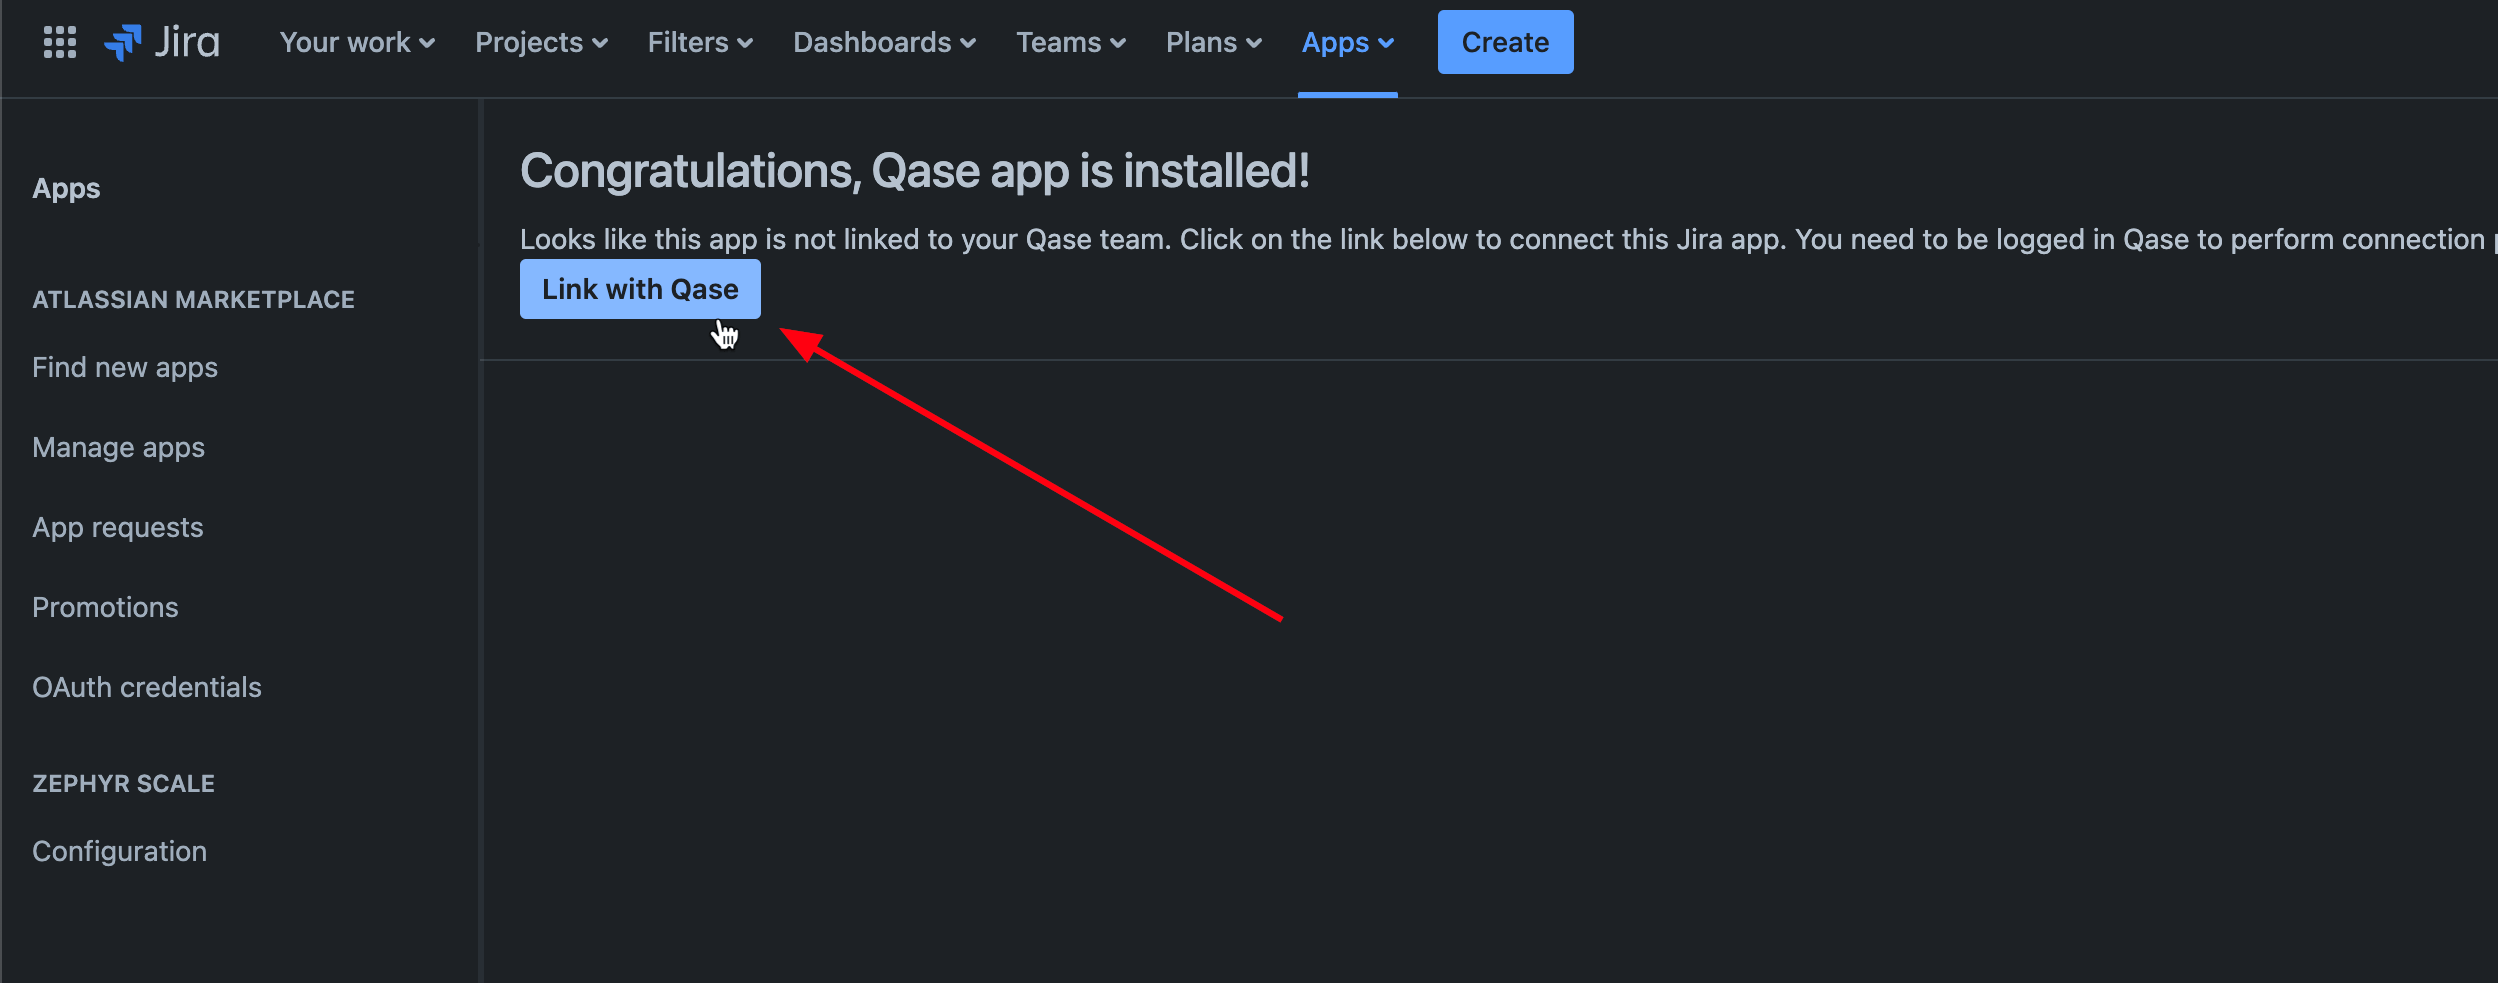 Jira Your work Projects Filters Dashboards Teams Plans Apps Create
Apps
ATLASSIAN MARKETPLACE
Find new apps
Manage apps
App requests
Promotions
OAuth credentials
ZEPHYR SCALE
Configuration
Congratulations, Qase app is installed!
Looks like this app is not linked to your Qase team. Click on the link below to connect this Jira app. You need to be logged in Qase to perform connection
Link with Qase